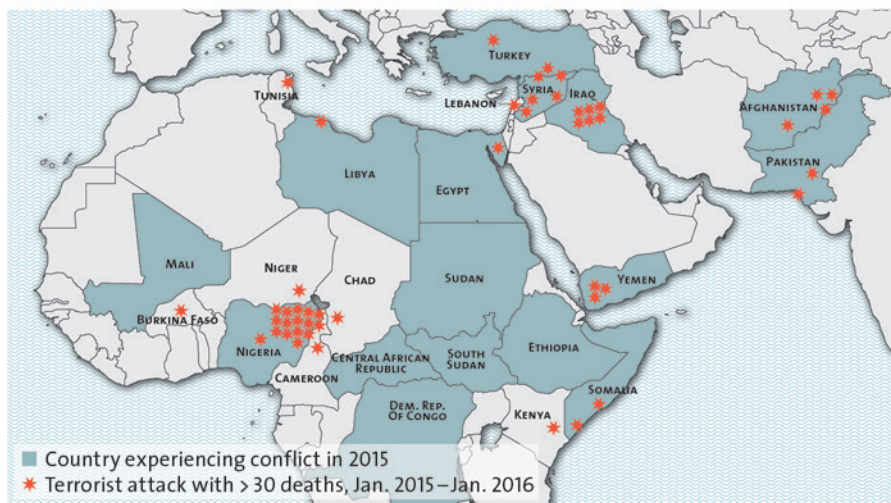 TURKEY
TUNISIA
SYRIA
IRAQ
LEBANON
AFGHANISTAN
PAKISTAN
LIBYA
EGYPT
MALI
NIGER
CHAD
SUDAN
YEMEN
BURKINA FASO
NIGERIA
CENTRAL AFRICAN
REPUBLIC
SOUTH
SUDAN
ETHIOPIA
CAMEROON
SOMALIA
DEM. REP.
OF CONGO
KENYA
Country experiencing conflict in 2015
Terrorist attack with > 30 deaths, Jan. 2015–Jan. 2016